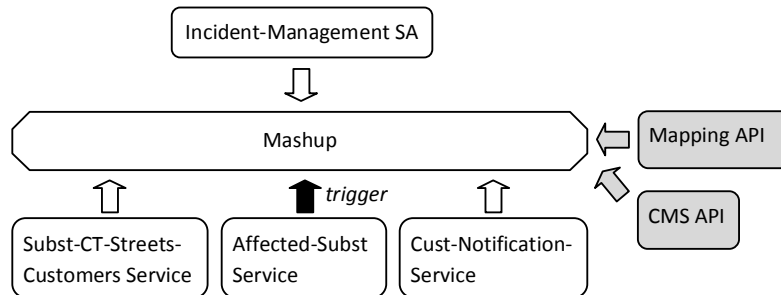 Incident-Management SA
Mashup
Mapping API
trigger
CMS API
Subst-CT-Streets-
Customers Service
Affected-Subst
Service
Cust-Notification-
Service